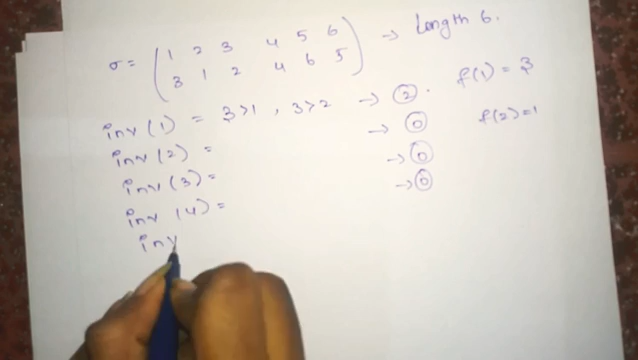 σ = ( 1 2 3 4 5 6 → Length 6.
3 1 2 4 6 5 )
f(1) = 3
inv (1) = 3>1 , 3>2 → 2 .
f(2)=1
inv (2) = → 0
inv (3) = → 0
inv (4) = → 0
inv